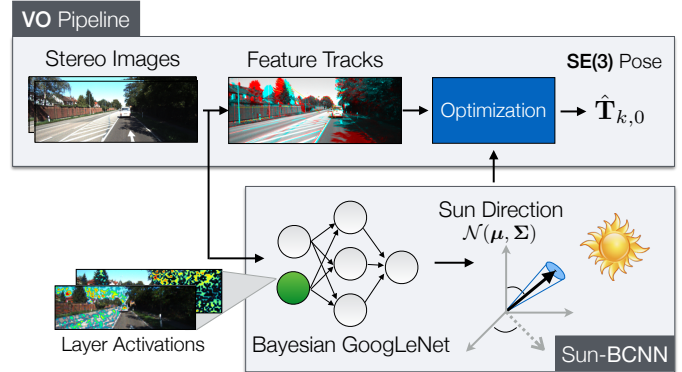 VO Pipeline
Stereo Images
Feature Tracks
SE(3) Pose
Optimization
T̂ₖ,₀
Sun Direction
𝒩(μ, Σ)
Layer Activations
Bayesian GoogLeNet
Sun-BCNN